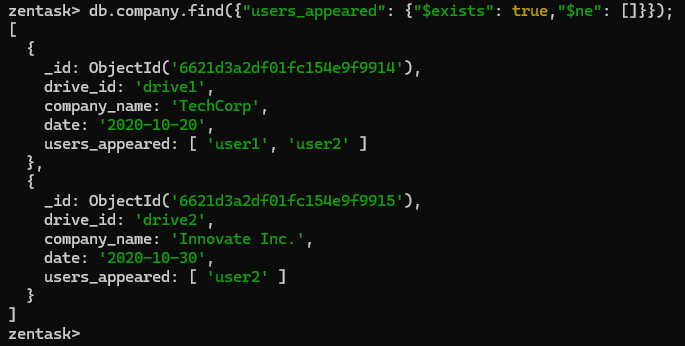 zentask> db.company.find({"users_appeared": {"$exists": true,"$ne": []}});
[
  {
    _id: ObjectId('6621d3a2df01fc154e9f9914'),
    drive_id: 'drive1',
    company_name: 'TechCorp',
    date: '2020-10-20',
    users_appeared: [ 'user1', 'user2' ]
  },
  {
    _id: ObjectId('6621d3a2df01fc154e9f9915'),
    drive_id: 'drive2',
    company_name: 'Innovate Inc.',
    date: '2020-10-30',
    users_appeared: [ 'user2' ]
  }
]
zentask>